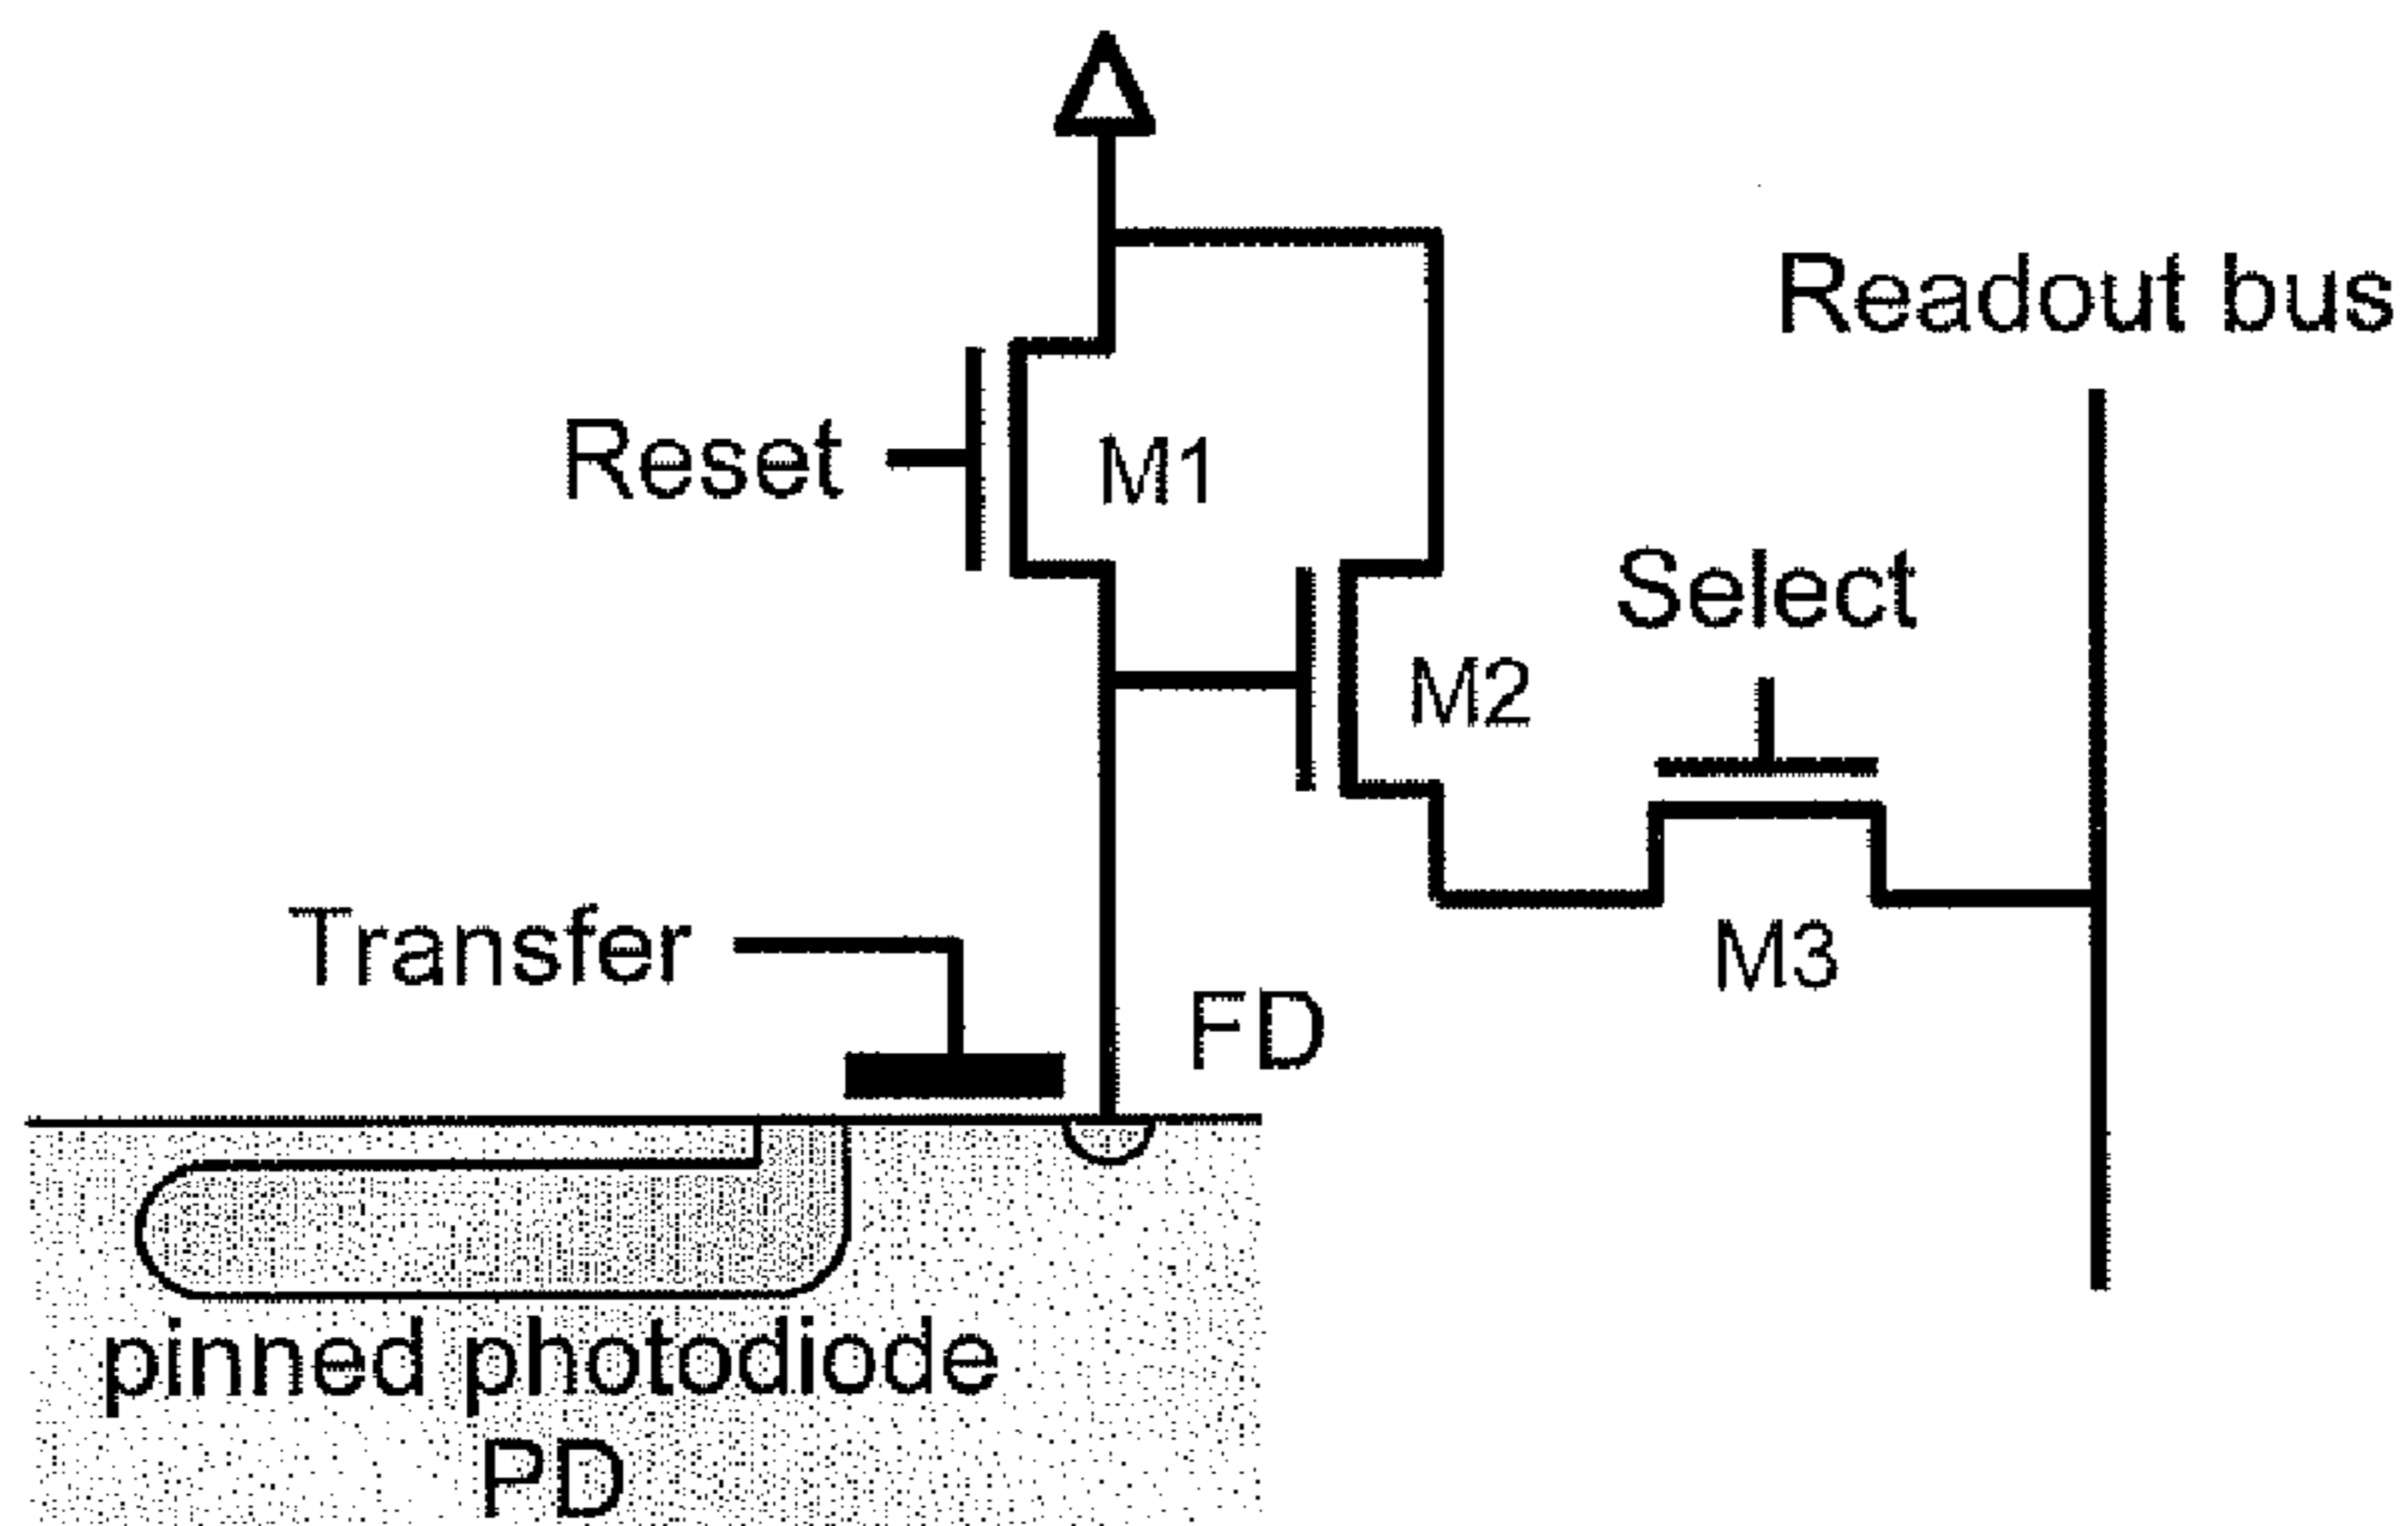 Readout bus
Reset
M1
Select
M2
Transfer
M3
FD
pinned photodiode
PD